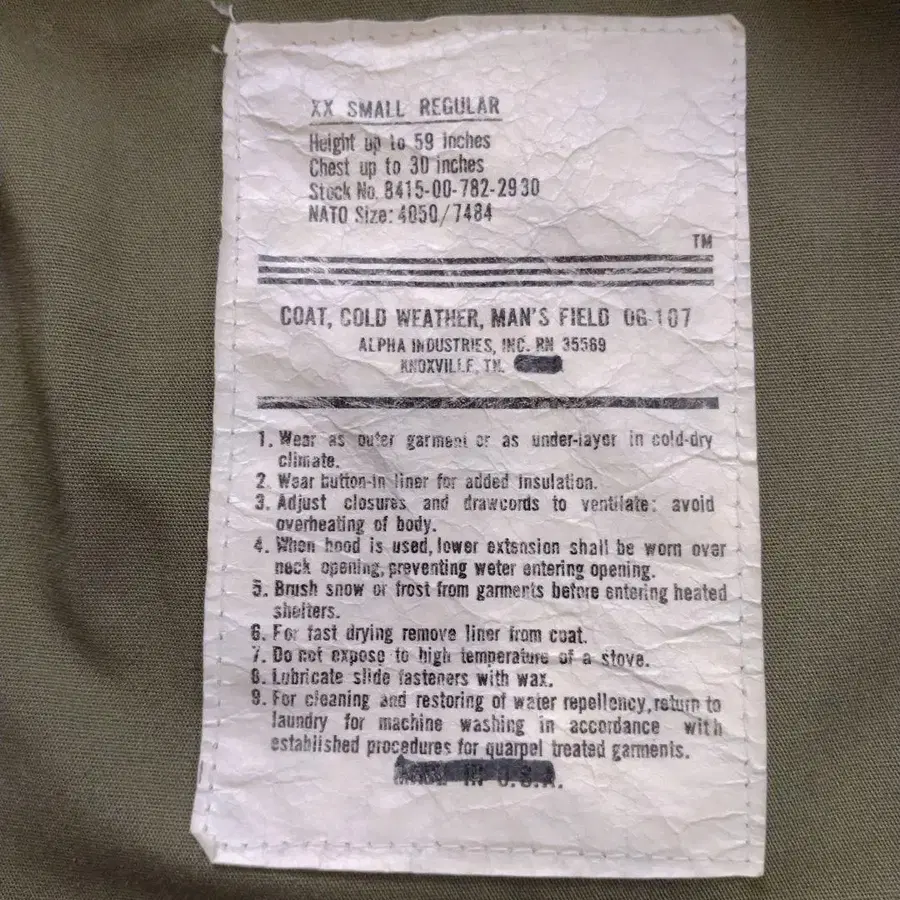 XX SMALL REGULAR
Height up to 59 inches
Chest up to 30 inches
Stock No. 8415-00-782-2930
NATO Size: 4050/7484
TM
COAT, COLD WEATHER, MAN'S FIELD OG-107
ALPHA INDUSTRIES, INC. RN 35569
KNOXVILLE, TN.
1. Wear as outer garment or as under-layer in cold-dry
climate.
2. Wear button-in liner for added insulation.
3. Adjust closures and drawcords to ventilate: avoid
overheating of body.
4. When hood is used, lower extension shall be worn over
neck opening, preventing water entering opening.
5. Brush snow or frost from garments before entering heated
shelters.
6. For fast drying remove liner from coat.
7. Do not expose to high temperature of a stove.
8. Lubricate slide fasteners with wax.
9. For cleaning and restoring of water repellency, return to
laundry for machine washing in accordance with
established procedures for quarpel treated garments.
IN U.S.A.